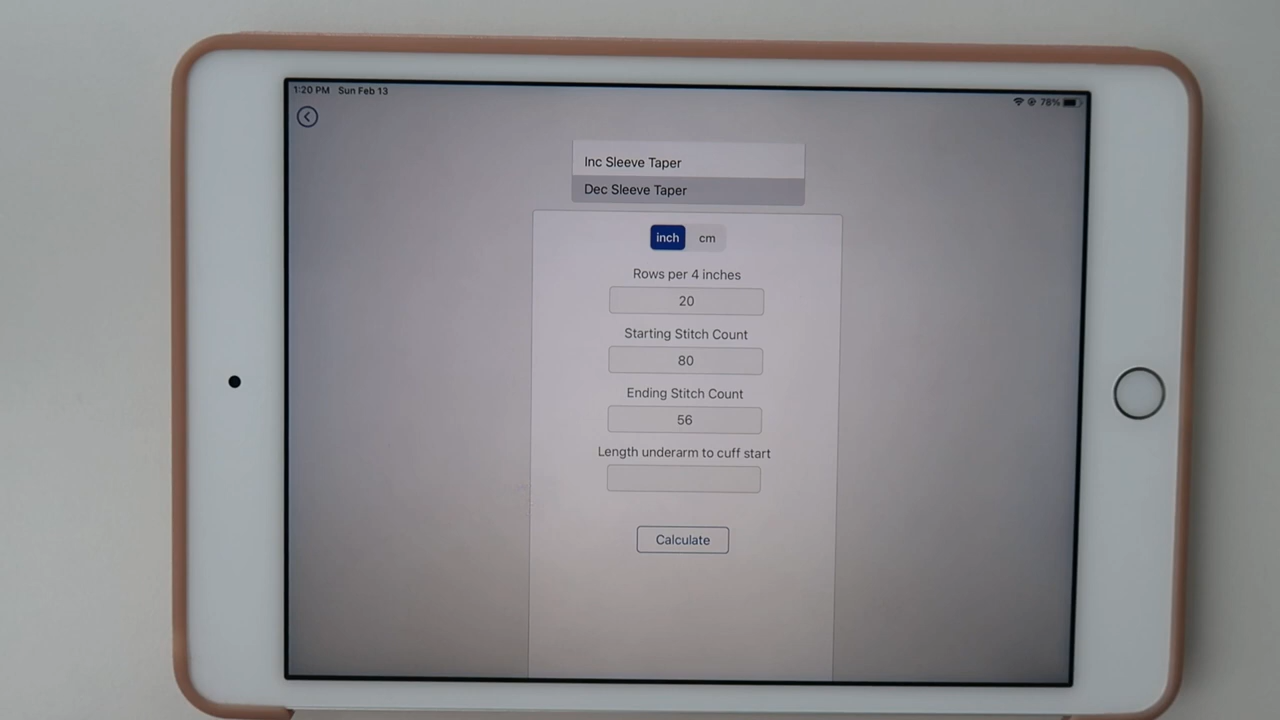 1:20 PM Sun Feb 13
78%
Inc Sleeve Taper
Dec Sleeve Taper
inch cm
Rows per 4 inches
20
Starting Stitch Count
80
Ending Stitch Count
56
Length underarm to cuff start
Calculate